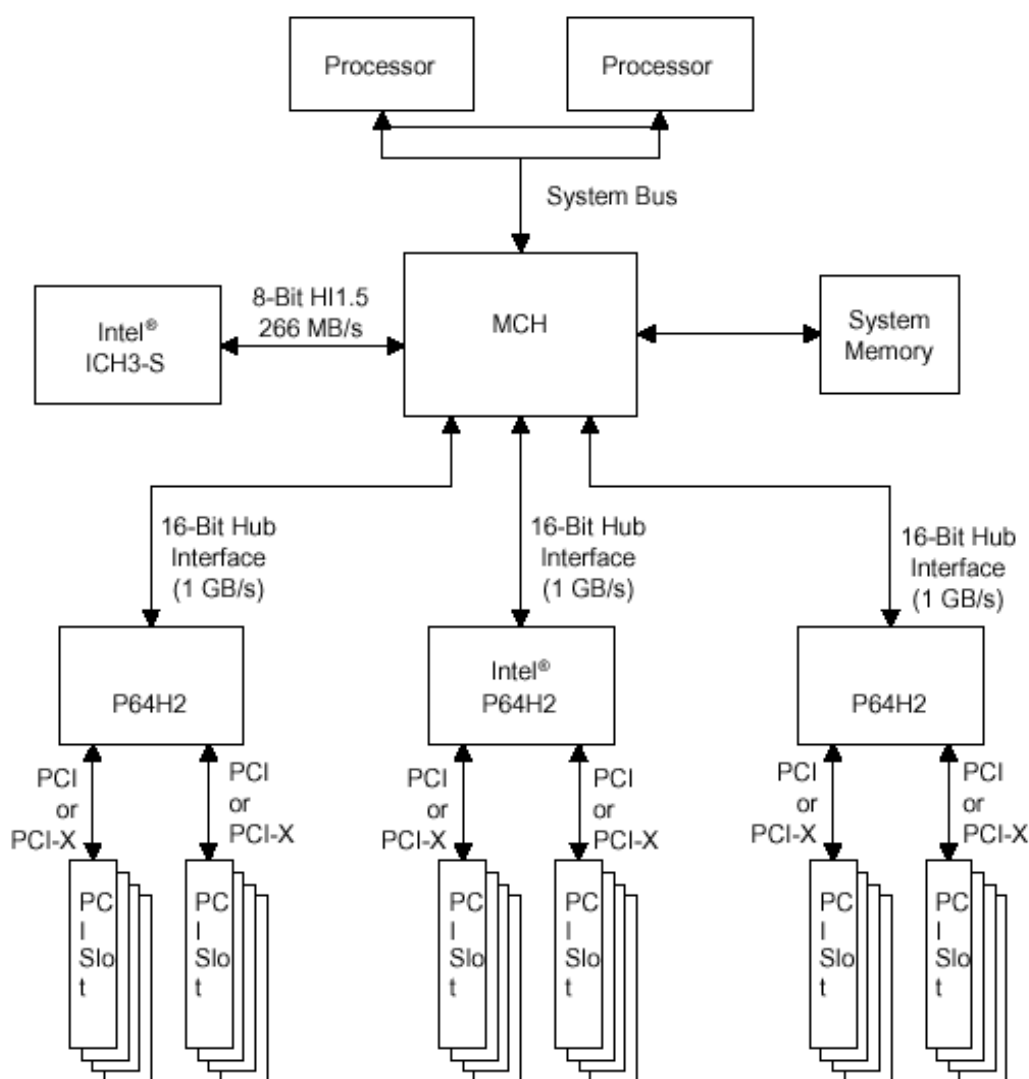 Processor
Processor
System Bus
8-Bit HI1.5
266 MB/s
Intel®
ICH3-S
MCH
System
Memory
16-Bit Hub
Interface
(1 GB/s)
16-Bit Hub
Interface
(1 GB/s)
16-Bit Hub
Interface
(1 GB/s)
P64H2
Intel®
P64H2
P64H2
PCI
or
PCI-X
PCI
or
PCI-X
PCI
or
PCI-X
PCI
or
PCI-X
PCI
or
PCI-X
PCI
or
PCI-X
PC
I
Slo
t
PC
I
Slo
t
PC
I
Slo
t
PC
I
Slo
t
PC
I
Slo
t
PC
I
Slo
t